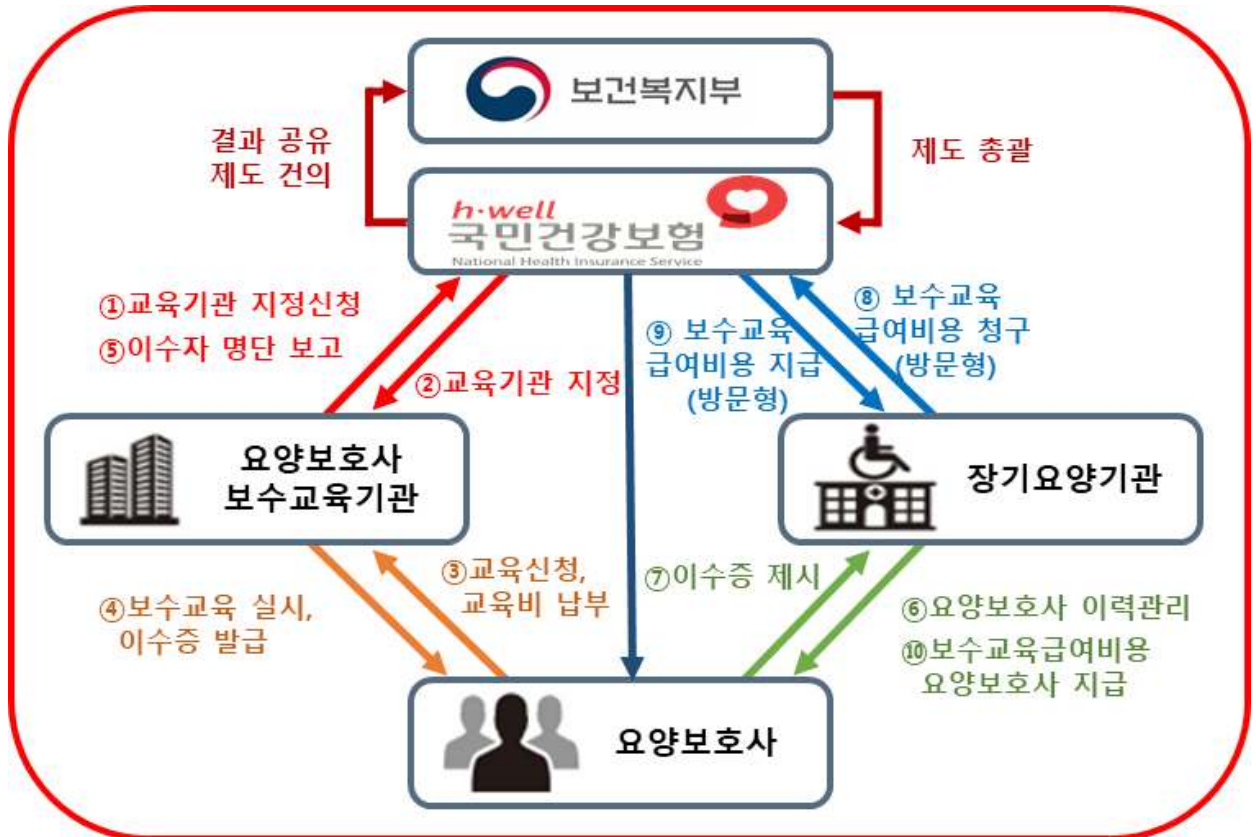 보건복지부
결과 공유
제도 건의
제도 총괄
h·well
국민건강보험
National Health Insurance Service
①교육기관 지정신청
⑤이수자 명단 보고
②교육기관 지정
⑨ 보수교육
급여비용 지급
(방문형)
⑧ 보수교육
급여비용 청구
(방문형)
요양보호사
보수교육기관
장기요양기관
④보수교육 실시,
이수증 발급
③교육신청,
교육비 납부
⑦이수증 제시
⑥요양보호사 이력관리
⑩보수교육급여비용
요양보호사 지급
요양보호사